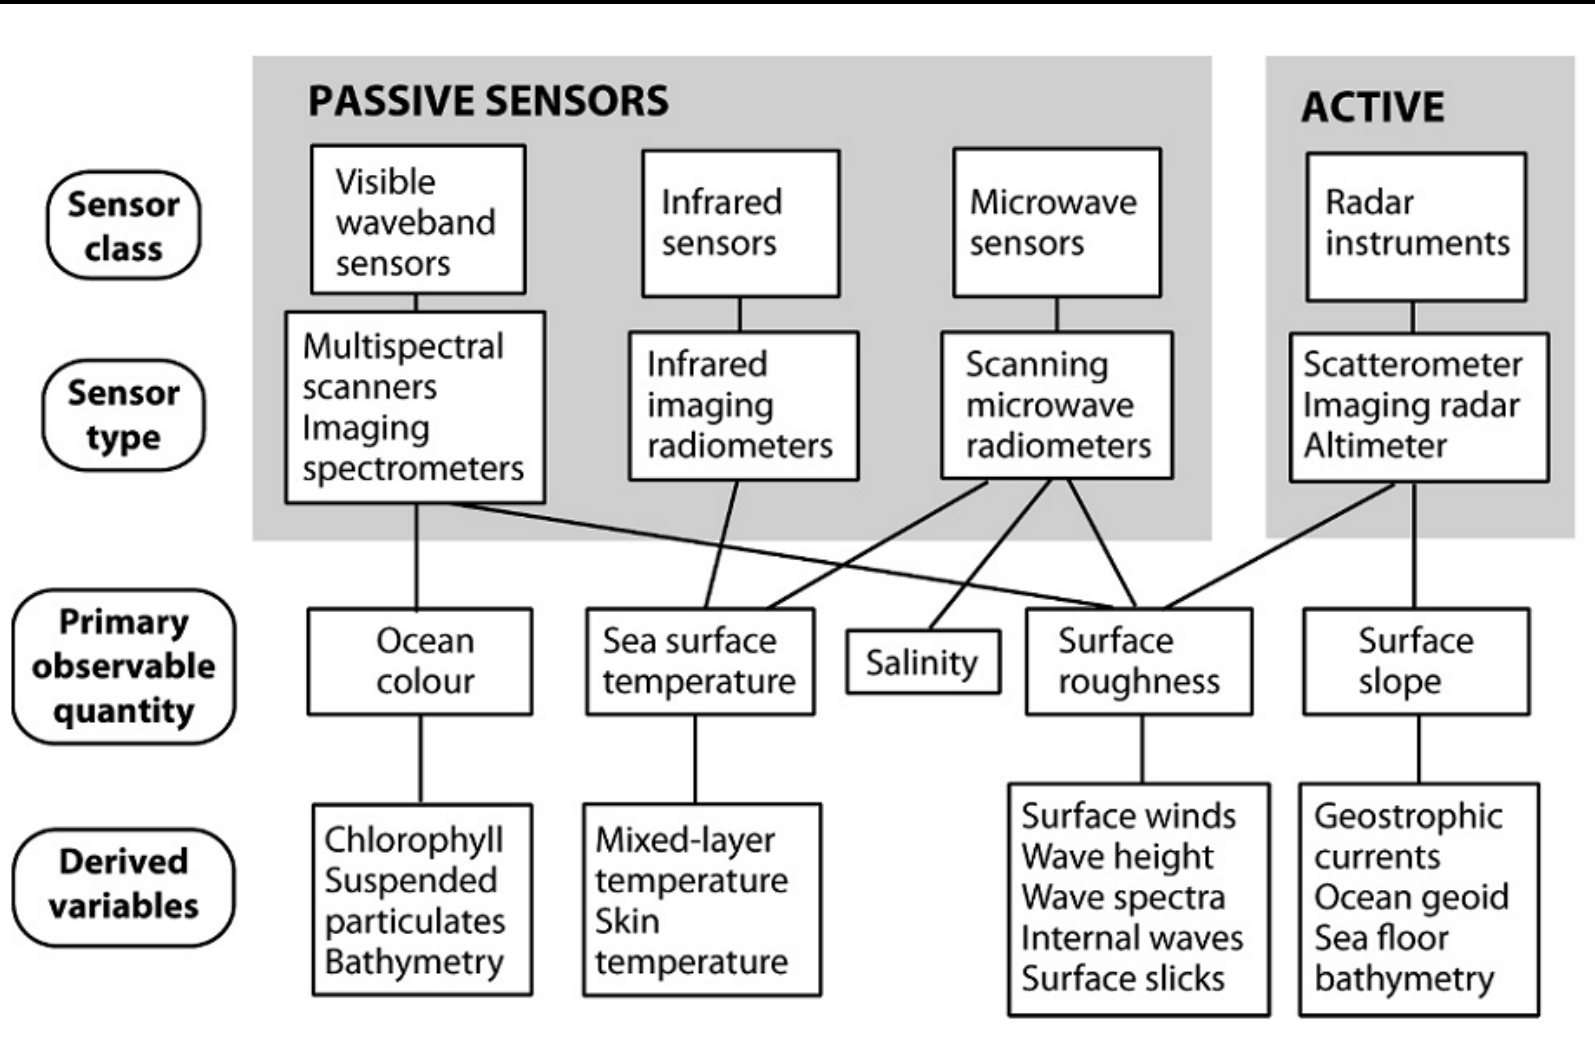 PASSIVE SENSORS
ACTIVE
Sensor
class
Visible
waveband
sensors
Infrared
sensors
Microwave
sensors
Radar
instruments
Sensor
type
Multispectral
scanners
Imaging
spectrometers
Infrared
imaging
radiometers
Scanning
microwave
radiometers
Scatterometer
Imaging radar
Altimeter
Primary
observable
quantity
Ocean
colour
Sea surface
temperature
Salinity
Surface
roughness
Surface
slope
Derived
variables
Chlorophyll
Suspended
particulates
Bathymetry
Mixed-layer
temperature
Skin
temperature
Surface winds
Wave height
Wave spectra
Internal waves
Surface slicks
Geostrophic
currents
Ocean geoid
Sea floor
bathymetry